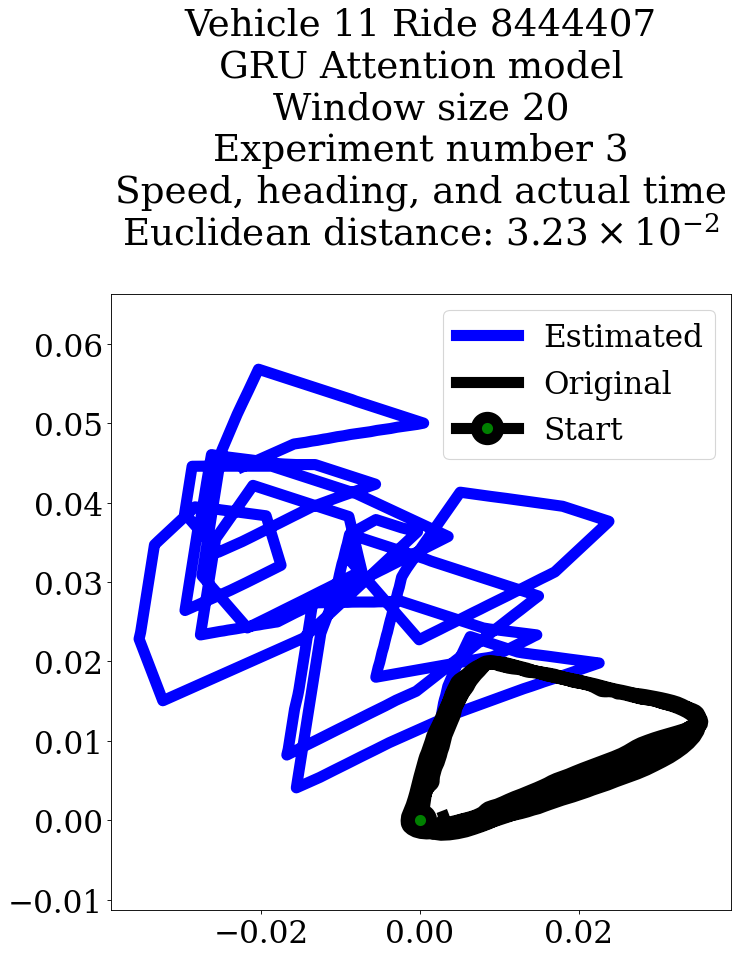 Vehicle 11 Ride 8444407
GRU Attention model
Window size 20
Experiment number 3
Speed, heading, and actual time
Euclidean distance: 3.23 × 10⁻²
Estimated
Original
Start
0.06
0.05
0.04
0.03
0.02
0.01
0.00
−0.01
−0.02
0.00
0.02